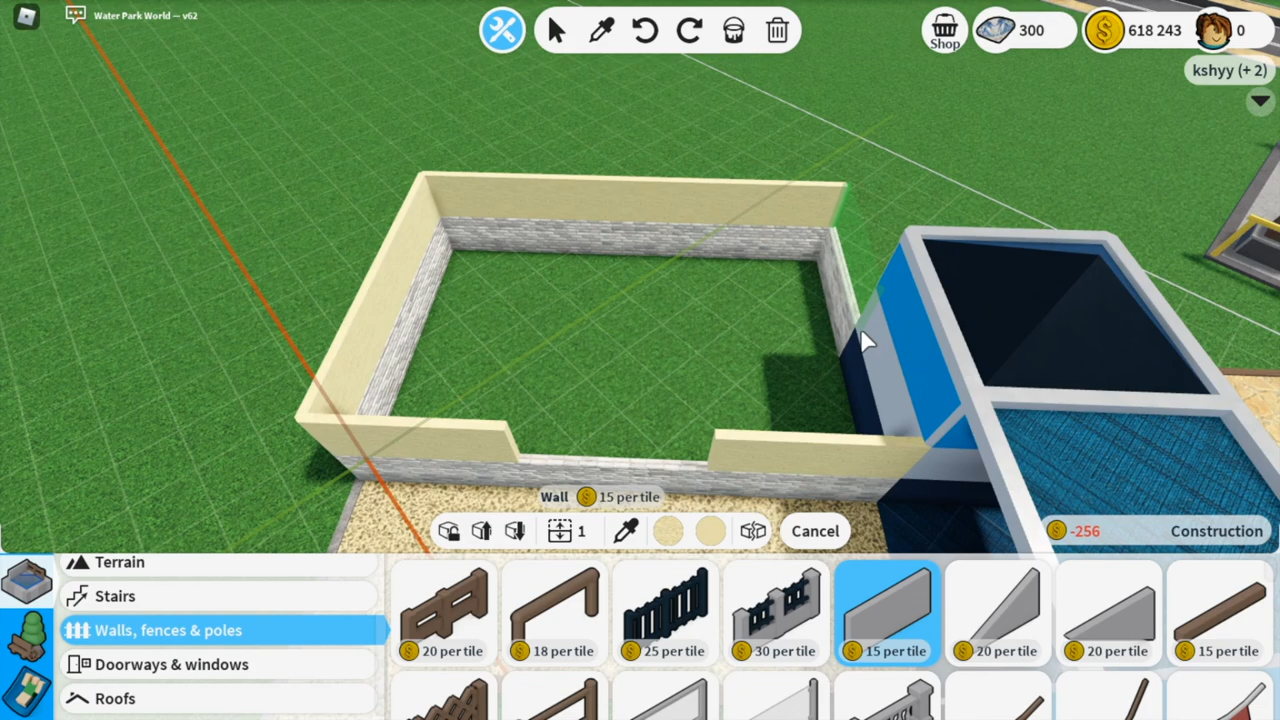 Water Park World — v62
Shop
300
618 243
0
kshyy (+ 2)
Wall 15 per tile
1
Cancel
-256 Construction
Terrain
Stairs
Walls, fences & poles
Doorways & windows
Roofs
20 per tile
18 per tile
25 per tile
30 per tile
15 per tile
20 per tile
20 per tile
15 per tile